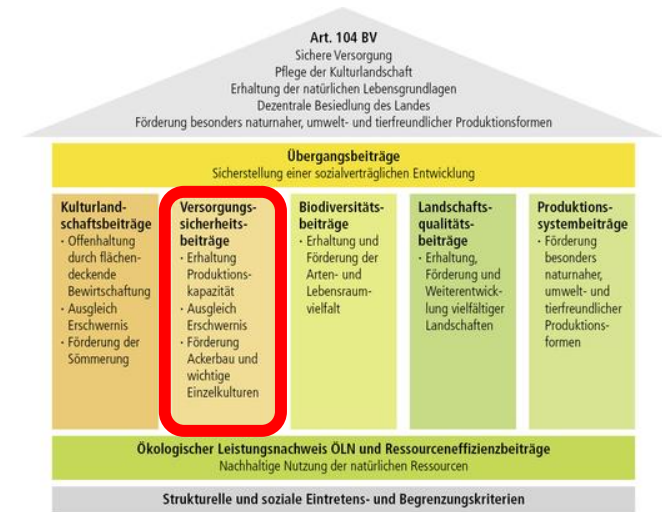 Art. 104 BV
Sichere Versorgung
Pflege der Kulturlandschaft
Erhaltung der natürlichen Lebensgrundlagen
Dezentrale Besiedlung des Landes
Förderung besonders naturnaher, umwelt- und tierfreundlicher Produktionsformen
Übergangsbeiträge
Sicherstellung einer sozialverträglichen Entwicklung
Kulturland-
schaftsbeiträge
· Offenhaltung
durch flächen-
deckende
Bewirtschaftung
· Ausgleich
Erschwernis
· Förderung der
Sömmerung
Versorgungs-
sicherheits-
beiträge
· Erhaltung
Produktions-
kapazität
· Ausgleich
Erschwernis
· Förderung
Ackerbau und
wichtige
Einzelkulturen
Biodiversitäts-
beiträge
· Erhaltung und
Förderung der
Arten- und
Lebensraum-
vielfalt
Landschafts-
qualitäts-
beiträge
· Erhaltung,
Förderung und
Weiterentwick-
lung vielfältiger
Landschaften
Produktions-
systembeiträge
· Förderung
besonders
naturnaher,
umwelt- und
tierfreundlicher
Produktions-
formen
Ökologischer Leistungsnachweis ÖLN und Ressourceneffizienzbeiträge
Nachhaltige Nutzung der natürlichen Ressourcen
Strukturelle und soziale Eintretens- und Begrenzungskriterien